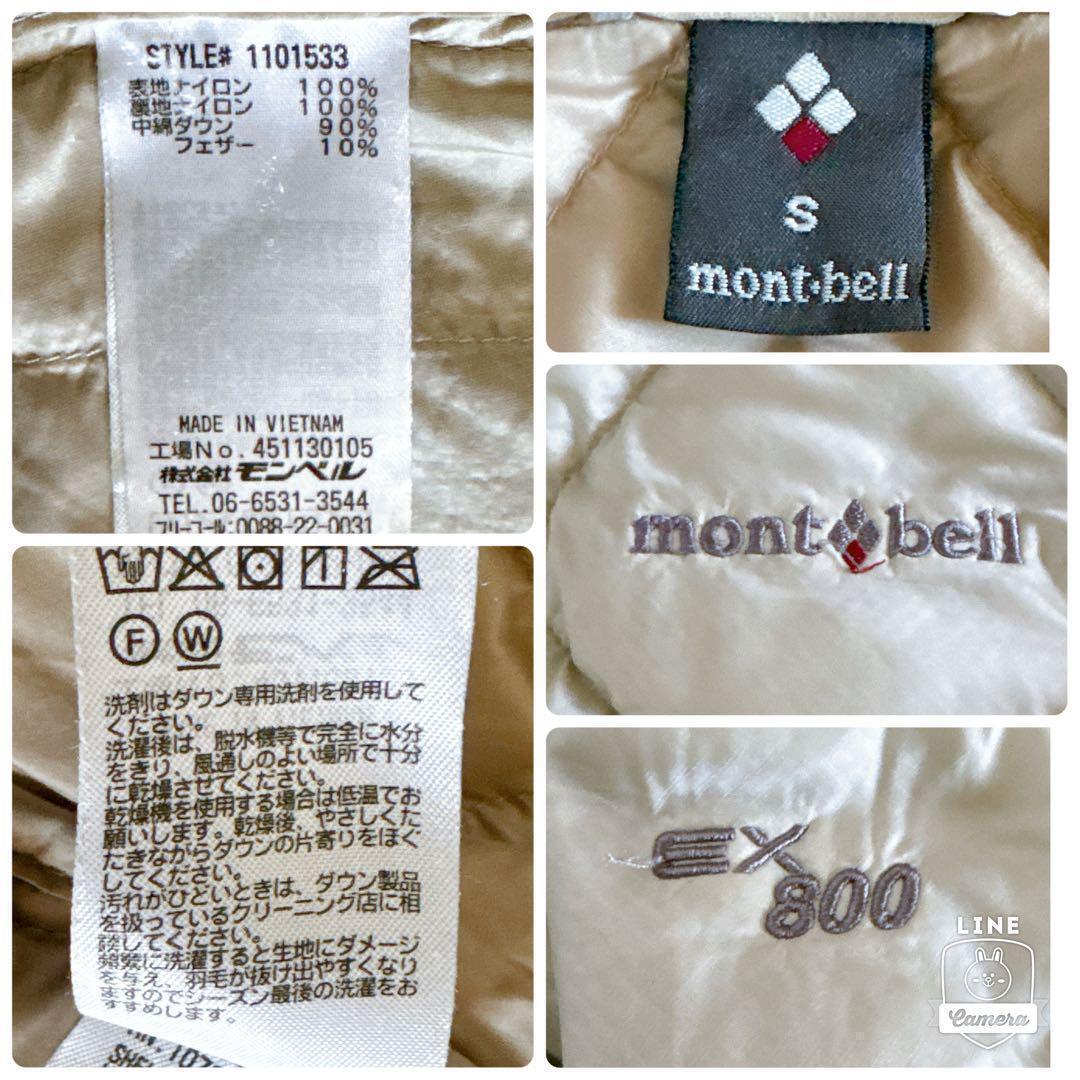 STYLE# 1101533
表地ナイロン 100%
裏地ナイロン 100%
中綿ダウン 90%
フェザー 10%
MADE IN VIETNAM
工場No. 451130105
株式会社モンベル
TEL.06-6531-3544
フリーコール:0088-22-0031
S
mont・bell
mont bell
F W
洗剤はダウン専用洗剤を使用して
ください。
洗濯後は、脱水機等で完全に水分
をきり、風通しのよい場所で十分
に乾燥させてください。
乾燥機を使用する場合は低温でお
願いします。乾燥後、やさしくた
たきながらダウンの片寄りをほぐ
してください。
汚れがひどいときは、ダウン製品
を扱っているクリーニング店に相
談してください。
頻繁に洗濯すると生地にダメージ
を与え、羽毛が抜け出やすくなり
ますのでシーズン最後の洗濯をお
すすめします。
EX
800
LINE
Camera